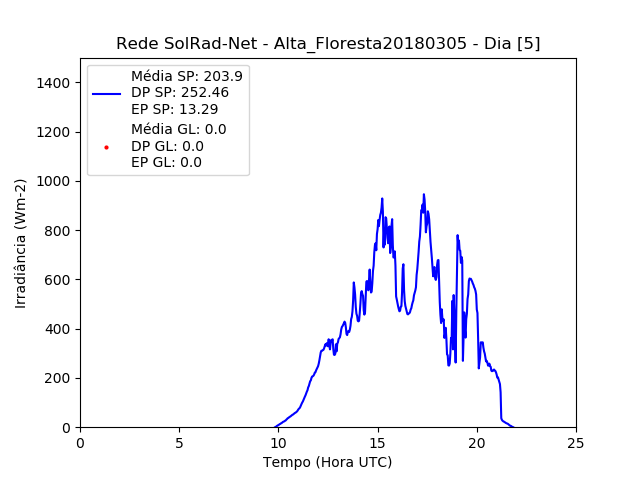 Rede SolRad-Net - Alta_Floresta20180305 - Dia [5]
Média SP: 203.9
DP SP: 252.46
EP SP: 13.29
Média GL: 0.0
DP GL: 0.0
EP GL: 0.0
Irradiância (Wm-2)
1400
1200
1000
800
600
400
200
0
0 5 10 15 20 25
Tempo (Hora UTC)